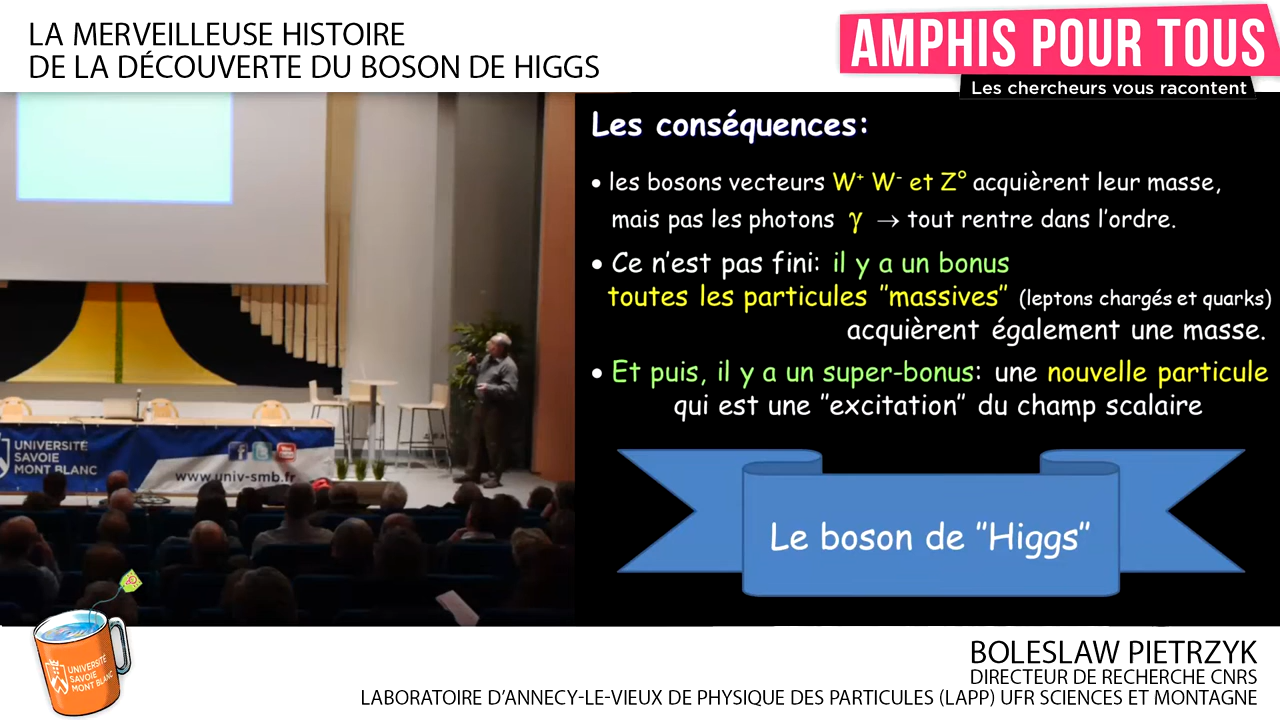 LA MERVEILLEUSE HISTOIRE
DE LA DÉCOUVERTE DU BOSON DE HIGGS
AMPHIS POUR TOUS
Les chercheurs vous racontent
Les conséquences:
• les bosons vecteurs W⁺ W⁻ et Z° acquièrent leur masse,
mais pas les photons γ → tout rentre dans l'ordre.
• Ce n'est pas fini: il y a un bonus
toutes les particules "massives" (leptons chargés et quarks)
acquièrent également une masse.
• Et puis, il y a un super-bonus: une nouvelle particule
qui est une "excitation" du champ scalaire
Le boson de "Higgs"
UNIVERSITÉ
SAVOIE
MONT BLANC
www.univ-smb.fr
UNIVERSITÉ
SAVOIE
MONT BLANC
BOLESLAW PIETRZYK
DIRECTEUR DE RECHERCHE CNRS
LABORATOIRE D'ANNECY-LE-VIEUX DE PHYSIQUE DES PARTICULES (LAPP) UFR SCIENCES ET MONTAGNE